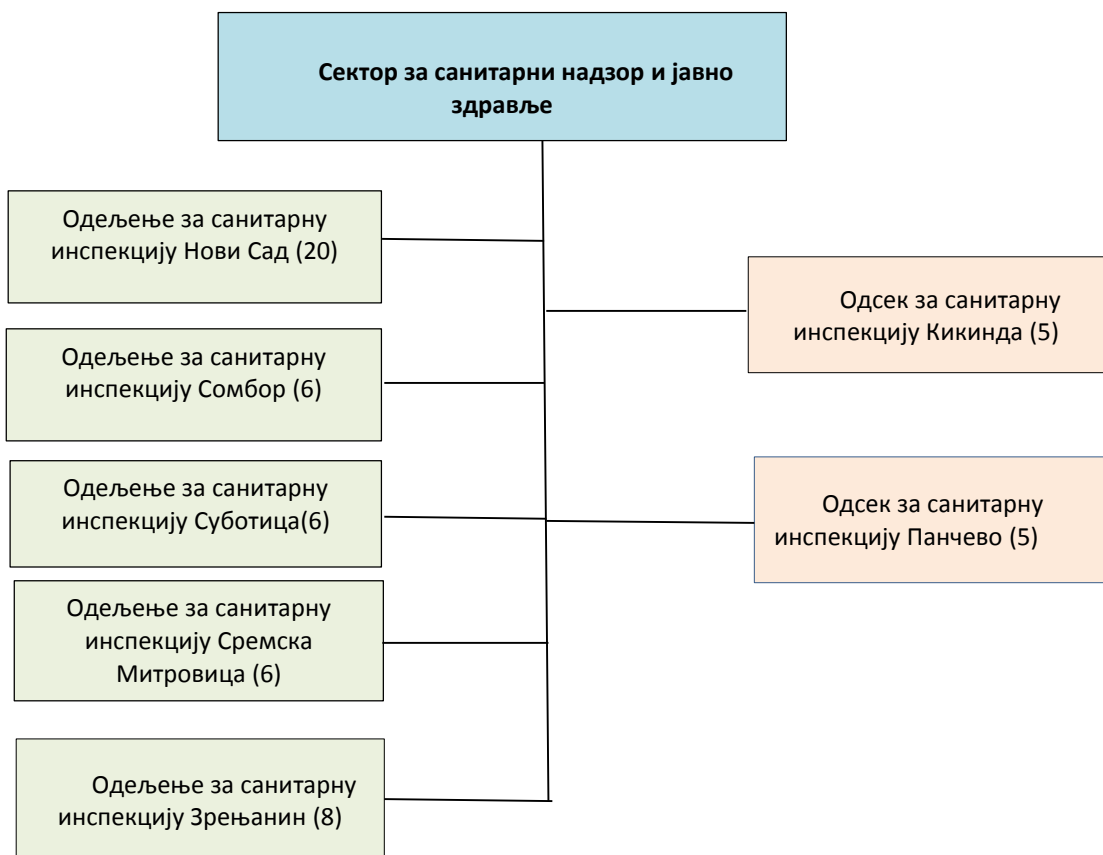 Сектор за санитарни надзор и јавно
здравље
Одељење за санитарну
инспекцију Нови Сад (20)
Одељење за санитарну
инспекцију Сомбор (6)
Одељење за санитарну
инспекцију Суботица(6)
Одељење за санитарну
инспекцију Сремска
Митровица (6)
Одељење за санитарну
инспекцију Зрењанин (8)
Одсек за санитарну
инспекцију Кикинда (5)
Одсек за санитарну
инспекцију Панчево (5)